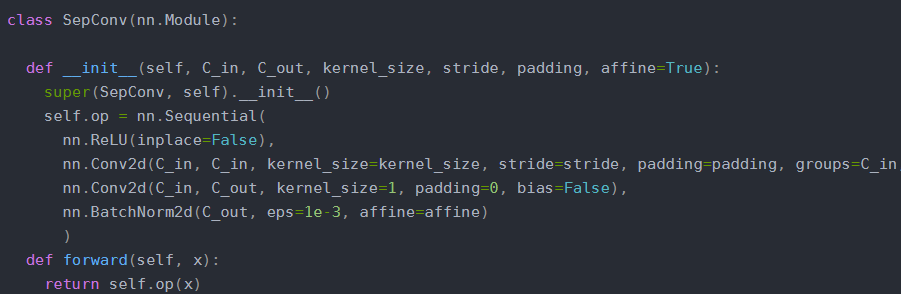 class SepConv(nn.Module):
def __init__(self, C_in, C_out, kernel_size, stride, padding, affine=True):
super(SepConv, self).__init__()
self.op = nn.Sequential(
nn.ReLU(inplace=False),
nn.Conv2d(C_in, C_in, kernel_size=kernel_size, stride=stride, padding=padding, groups=C_in
nn.Conv2d(C_in, C_out, kernel_size=1, padding=0, bias=False),
nn.BatchNorm2d(C_out, eps=1e-3, affine=affine)
)
def forward(self, x):
return self.op(x)